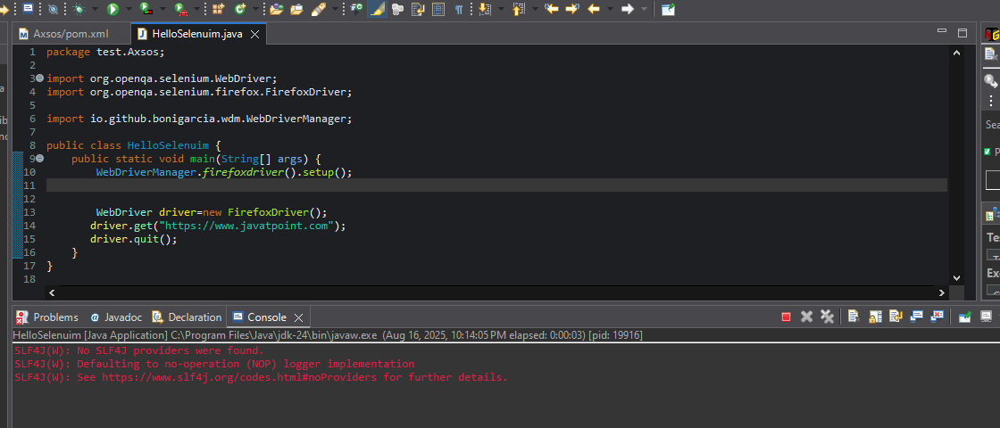 Axsos/pom.xml
HelloSelenuim.java
1 package test.Axsos;
2
3 import org.openqa.selenium.WebDriver;
4 import org.openqa.selenium.firefox.FirefoxDriver;
5
6 import io.github.bonigarcia.wdm.WebDriverManager;
7
8 public class HelloSelenuim {
9 public static void main(String[] args) {
10 WebDriverManager.firefoxdriver().setup();
11
12
13 WebDriver driver=new FirefoxDriver();
14 driver.get("https://www.javatpoint.com");
15 driver.quit();
16 }
17 }
18
Problems @ Javadoc Declaration Console
HelloSelenuim [Java Application] C:\Program Files\Java\jdk-24\bin\javaw.exe (Aug 16, 2025, 10:14:05 PM elapsed: 0:00:03) [pid: 19916]
SLF4J(W): No SLF4J providers were found.
SLF4J(W): Defaulting to no-operation (NOP) logger implementation
SLF4J(W): See https://www.slf4j.org/codes.html#noProviders for further details.